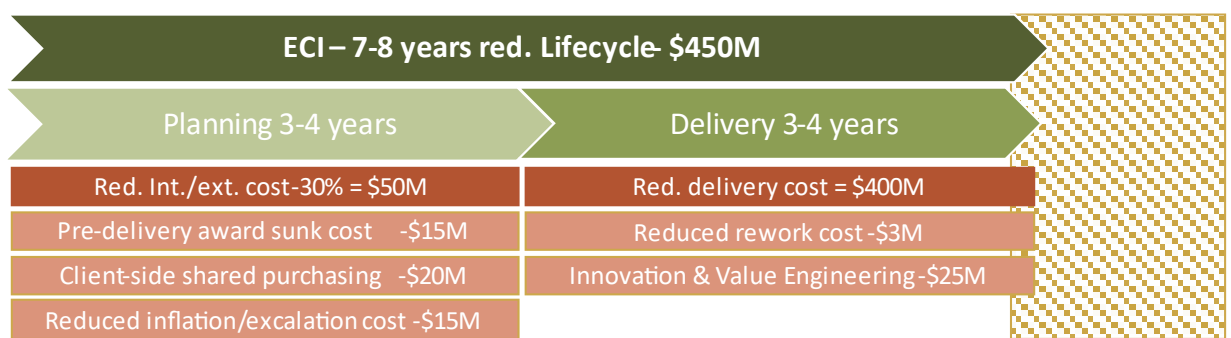 ECI – 7-8 years red. Lifecycle- $450M
Planning 3-4 years
Delivery 3-4 years
Red. Int./ext. cost-30% = $50M
Red. delivery cost = $400M
Pre-delivery award sunk cost -$15M
Reduced rework cost -$3M
Client-side shared purchasing -$20M
Innovation & Value Engineering -$25M
Reduced inflation/excalation cost -$15M